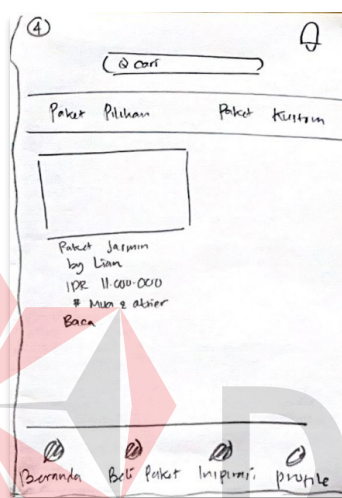 4
cari
Paket Pilihan Paket Kustom
Paket Jasmin
by Lian
IDR 11.000.000
# Mua & atsier
Baca
Beranda Beli Paket Inspirasi profile
D